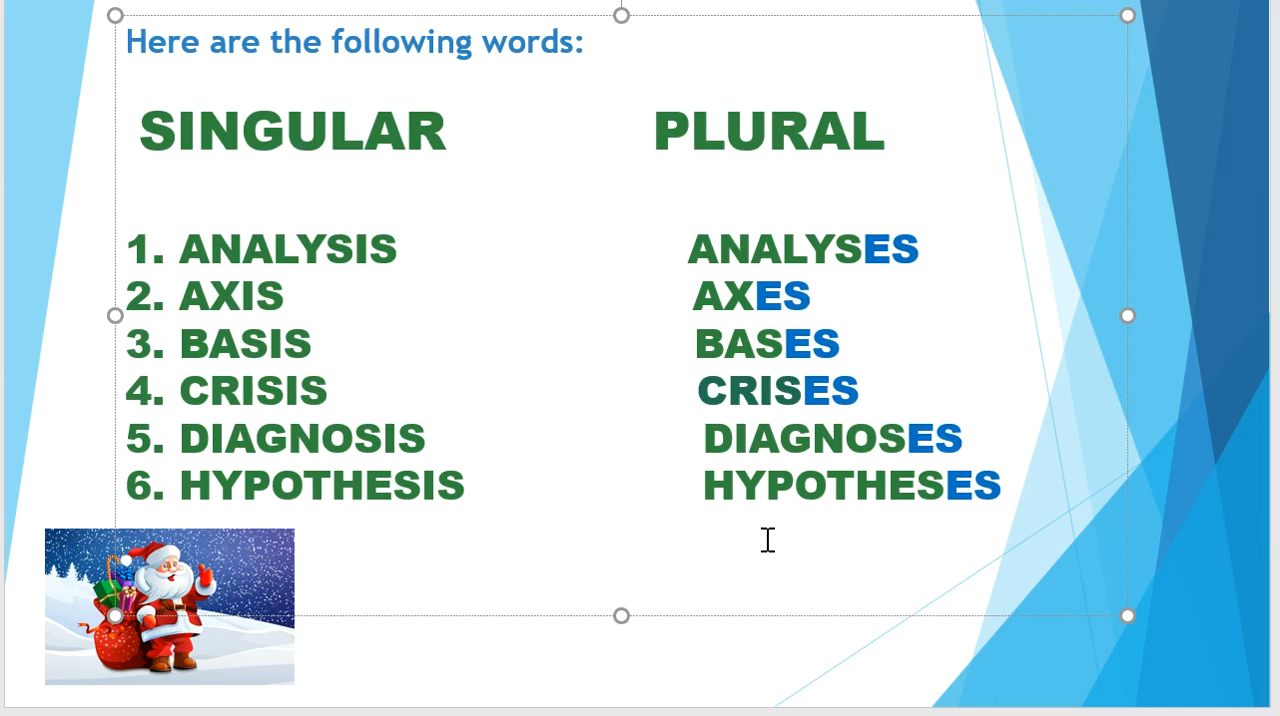 Here are the following words:
SINGULAR PLURAL
1. ANALYSIS ANALYSES
2. AXIS AXES
3. BASIS BASES
4. CRISIS CRISES
5. DIAGNOSIS DIAGNOSES
6. HYPOTHESIS HYPOTHESES